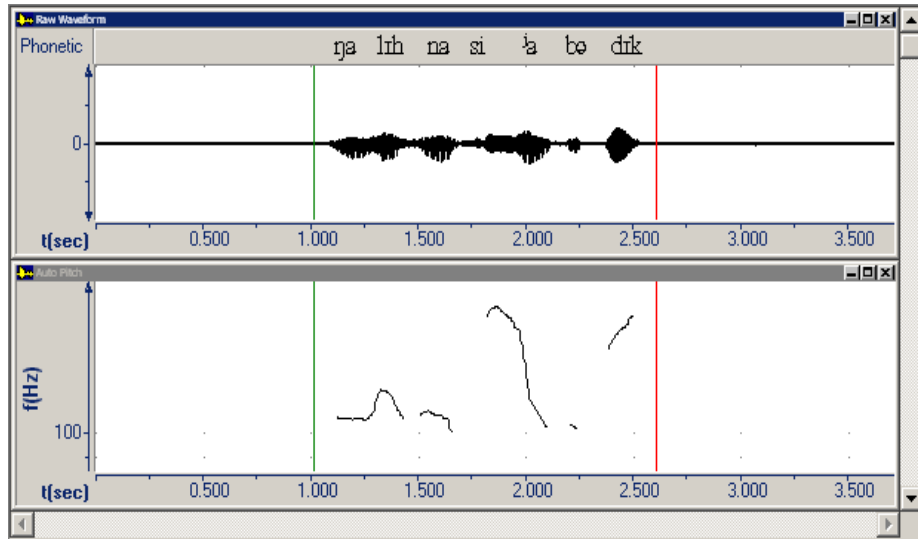 Raw Waveform
Phonetic ŋa lɪh na si ʲa bə dɪk
0
t(sec) 0.500 1.000 1.500 2.000 2.500 3.000 3.500
Auto Pitch
f(Hz)
100
t(sec) 0.500 1.000 1.500 2.000 2.500 3.000 3.500